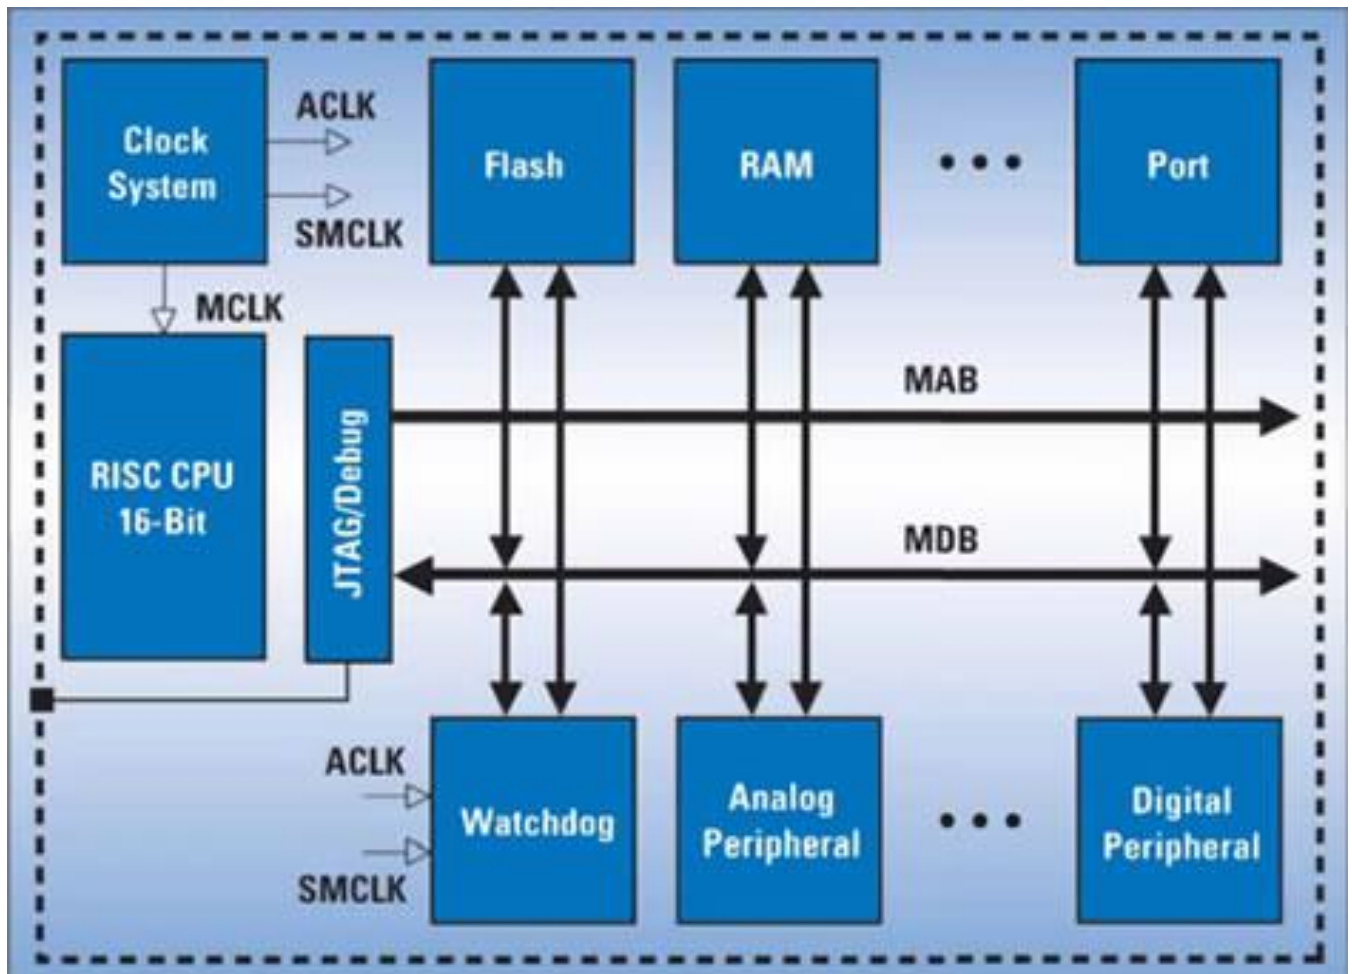 Clock
System
ACLK
SMCLK
Flash
RAM
Port
MCLK
RISC CPU
16-Bit
JTAG/Debug
MAB
MDB
ACLK
SMCLK
Watchdog
Analog
Peripheral
Digital
Peripheral